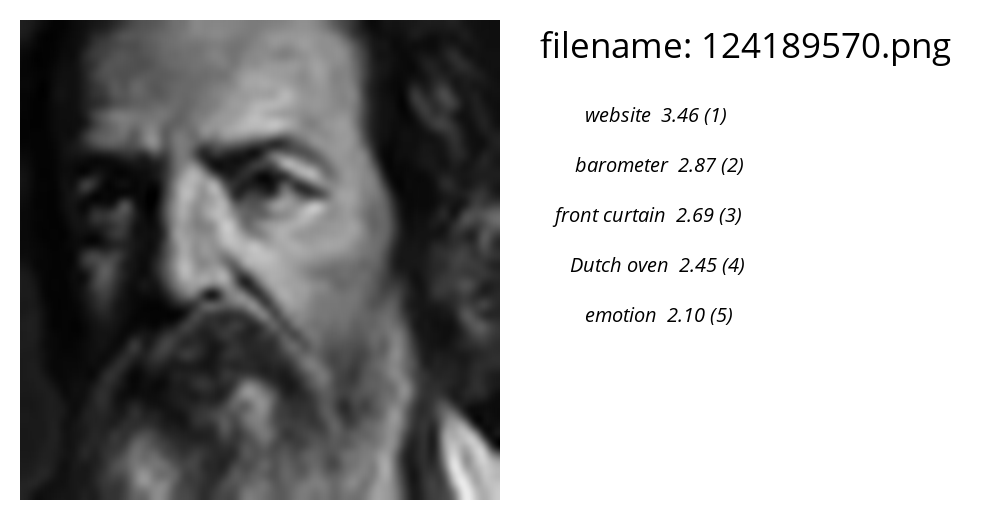 filename: 124189570.png
website 3.46 (1)
barometer 2.87 (2)
front curtain 2.69 (3)
Dutch oven 2.45 (4)
emotion 2.10 (5)